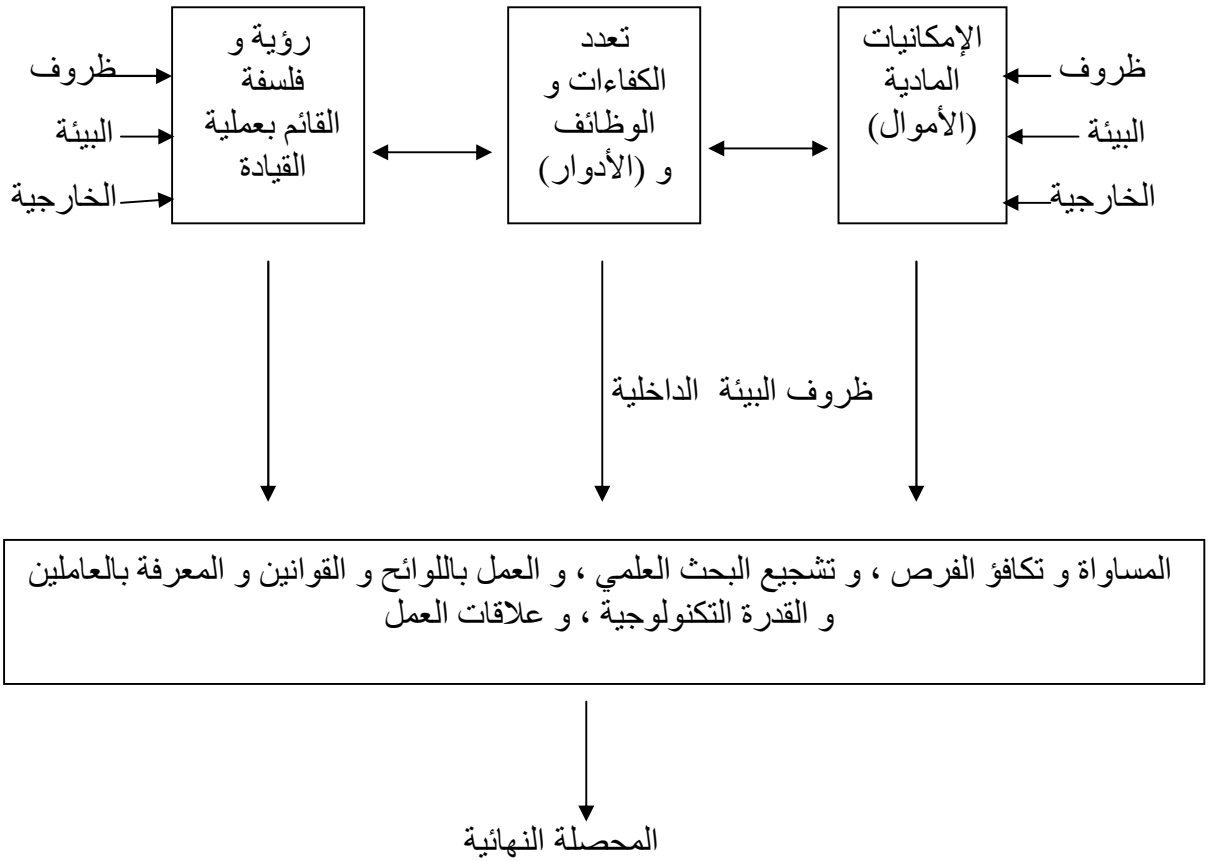 الإمكانيات
المادية
(الأموال)
تعدد
الكفاءات و
الوظائف
و (الأدوار)
رؤية و
فلسفة
القائم بعملية
القيادة
ظروف
البيئة
الخارجية
ظروف
البيئة
الخارجية
ظروف البيئة الداخلية
المساواة و تكافؤ الفرص ، و تشجيع البحث العلمي ، و العمل باللوائح و القوانين و المعرفة بالعاملين
و القدرة التكنولوجية ، و علاقات العمل
المحصلة النهائية